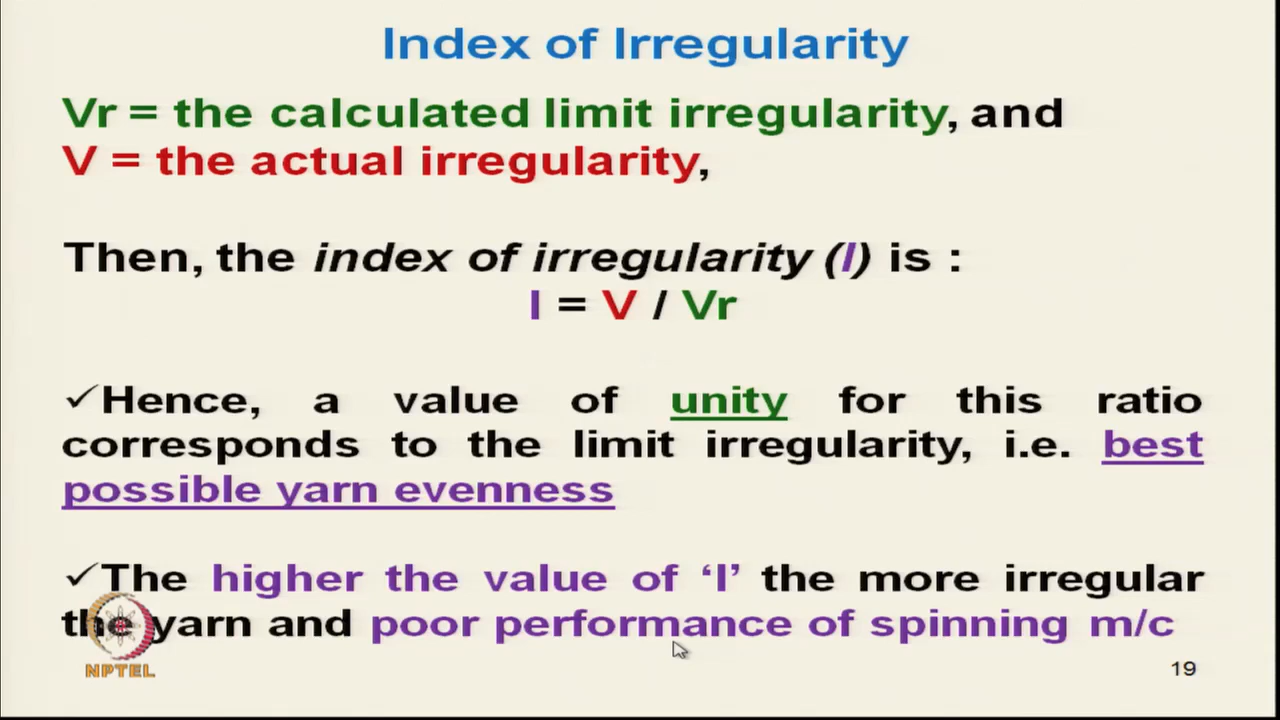 Index of Irregularity
Vr = the calculated limit irregularity, and
V = the actual irregularity,
Then, the index of irregularity (I) is :
I = V / Vr
✓Hence, a value of unity for this ratio
corresponds to the limit irregularity, i.e. best
possible yarn evenness
✓The higher the value of ‘I’ the more irregular
the yarn and poor performance of spinning m/c
NPTEL
19